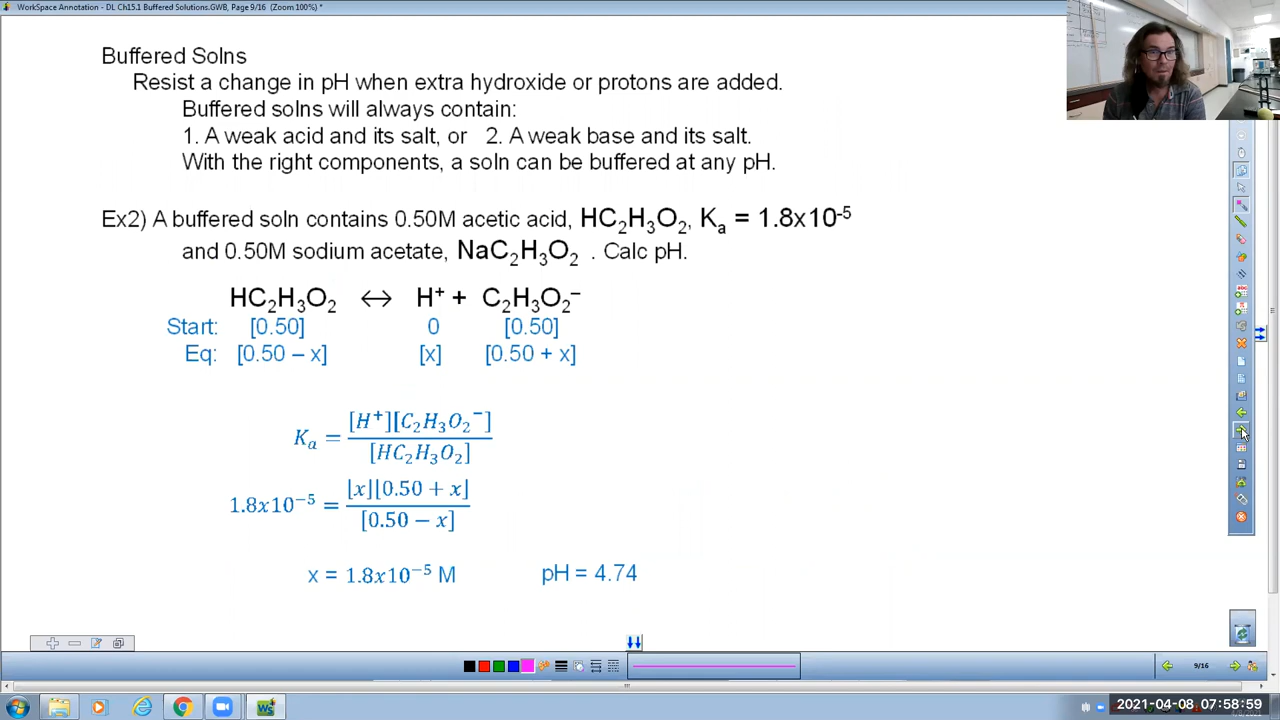 WorkSpace Annotation - DL Ch15.1 Buffered Solutions.GWB, Page 9/16 (Zoom 100%) *
Buffered Solns
Resist a change in pH when extra hydroxide or protons are added.
Buffered solns will always contain:
1. A weak acid and its salt, or 2. A weak base and its salt.
With the right components, a soln can be buffered at any pH.
Ex2) A buffered soln contains 0.50M acetic acid, HC₂H₃O₂, Kₐ = 1.8x10⁻⁵
and 0.50M sodium acetate, NaC₂H₃O₂ . Calc pH.
HC₂H₃O₂ ↔ H⁺ + C₂H₃O₂⁻
Start: [0.50] 0 [0.50]
Eq: [0.50 – x] [x] [0.50 + x]
Kₐ = [H⁺][C₂H₃O₂⁻] / [HC₂H₃O₂]
1.8x10⁻⁵ = [x][0.50 + x] / [0.50 − x]
x = 1.8x10⁻⁵ M pH = 4.74
9/16
2021-04-08 07:58:59